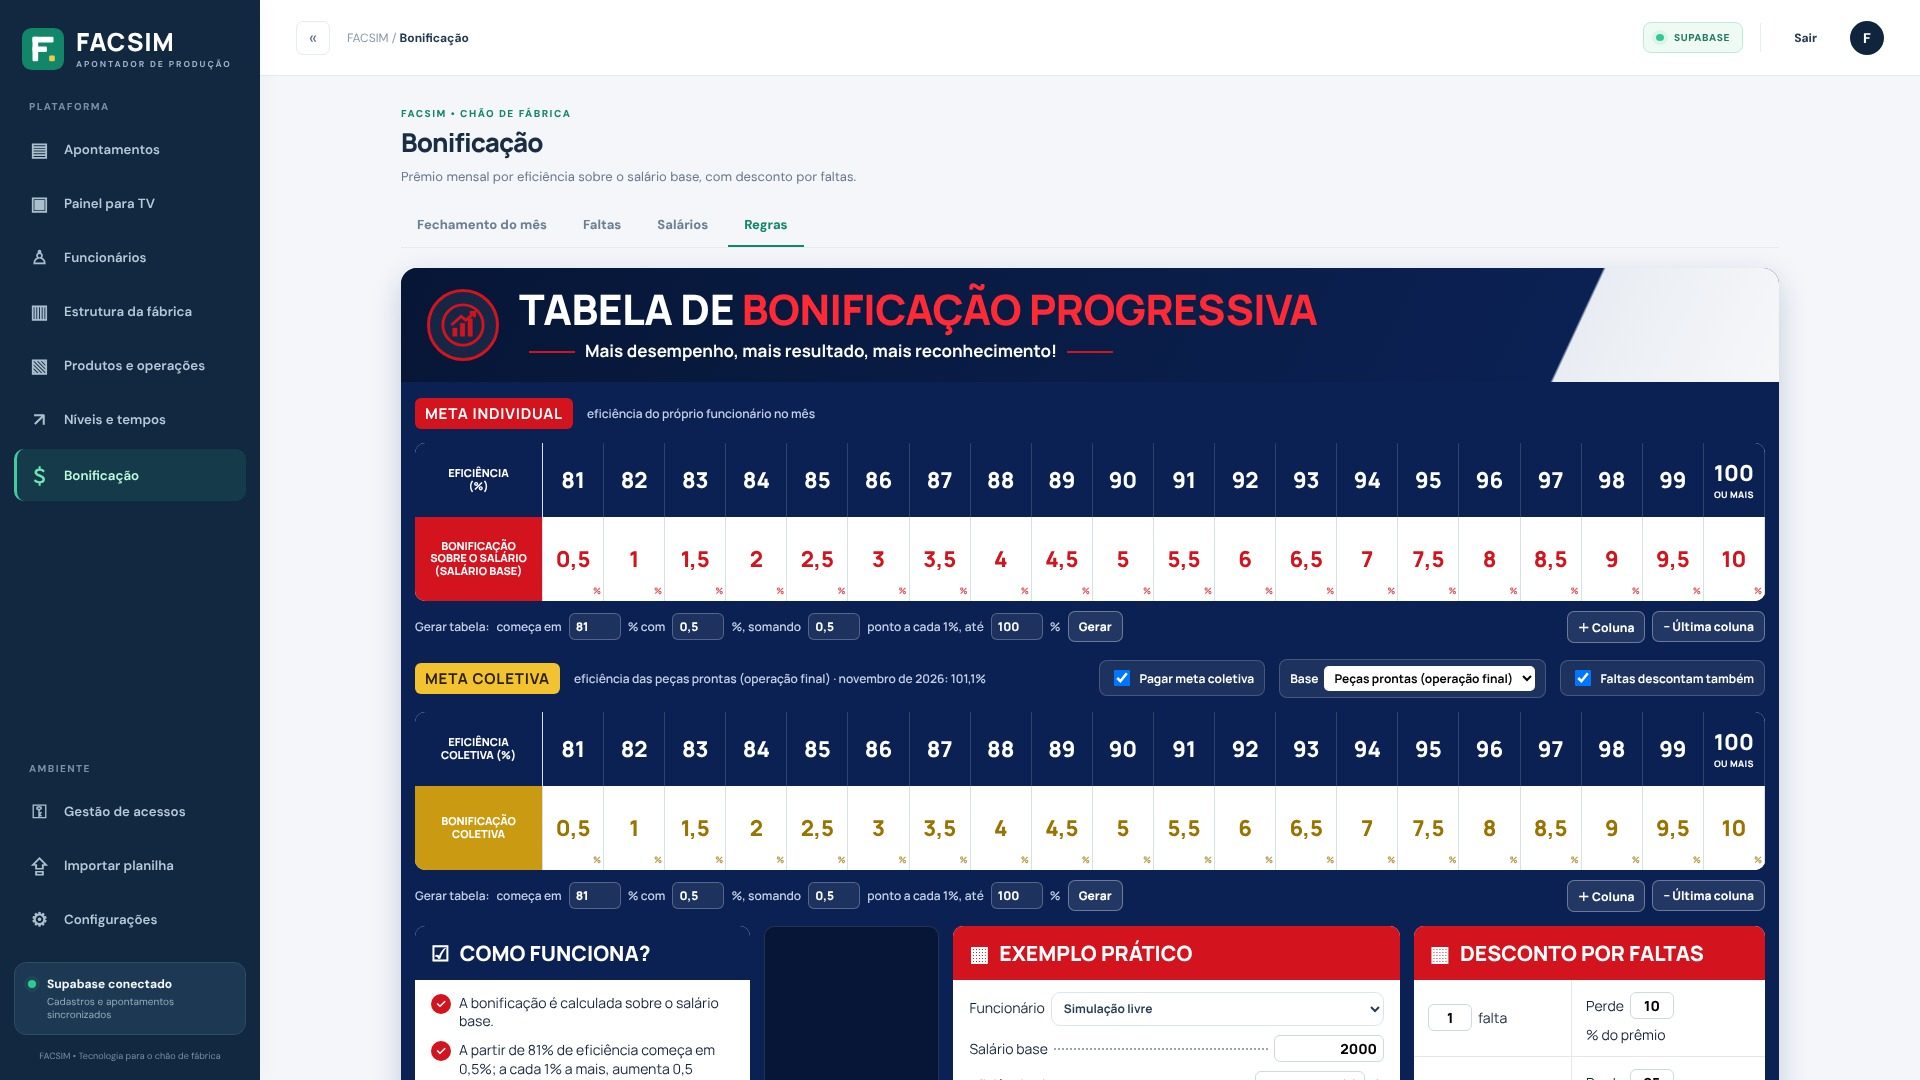 FACSIM
APONTADOR DE PRODUÇÃO
PLATAFORMA
Apontamentos
Painel para TV
Funcionários
Estrutura da fábrica
Produtos e operações
Níveis e tempos
Bonificação
AMBIENTE
Gestão de acessos
Importar planilha
Configurações
Supabase conectado
Cadastros e apontamentos
sincronizados
FACSIM • Tecnologia para o chão de fábrica
« FACSIM / Bonificação
SUPABASE Sair F
FACSIM • CHÃO DE FÁBRICA
Bonificação
Prêmio mensal por eficiência sobre o salário base, com desconto por faltas.
Fechamento do mês Faltas Salários Regras
TABELA DE BONIFICAÇÃO PROGRESSIVA
Mais desempenho, mais resultado, mais reconhecimento!
META INDIVIDUAL eficiência do próprio funcionário no mês
EFICIÊNCIA
(%)
81 82 83 84 85 86 87 88 89 90 91 92 93 94 95 96 97 98 99 100
OU MAIS
BONIFICAÇÃO
SOBRE O SALÁRIO
(SALÁRIO BASE)
0,5 1 1,5 2 2,5 3 3,5 4 4,5 5 5,5 6 6,5 7 7,5 8 8,5 9 9,5 10
% % % % % % % % % % % % % % % % % % % %
Gerar tabela: começa em 81 % com 0,5 %, somando 0,5 ponto a cada 1%, até 100 % Gerar + Coluna − Última coluna
META COLETIVA eficiência das peças prontas (operação final) · novembro de 2026: 101,1% Pagar meta coletiva Base Peças prontas (operação final) Faltas descontam também
EFICIÊNCIA
COLETIVA (%)
81 82 83 84 85 86 87 88 89 90 91 92 93 94 95 96 97 98 99 100
OU MAIS
BONIFICAÇÃO
COLETIVA
0,5 1 1,5 2 2,5 3 3,5 4 4,5 5 5,5 6 6,5 7 7,5 8 8,5 9 9,5 10
% % % % % % % % % % % % % % % % % % % %
Gerar tabela: começa em 81 % com 0,5 %, somando 0,5 ponto a cada 1%, até 100 % Gerar + Coluna − Última coluna
COMO FUNCIONA?
A bonificação é calculada sobre o salário
base.
A partir de 81% de eficiência começa em
0,5%; a cada 1% a mais, aumenta 0,5
EXEMPLO PRÁTICO
Funcionário Simulação livre
Salário base 2000
DESCONTO POR FALTAS
1 falta Perde 10
% do prêmio